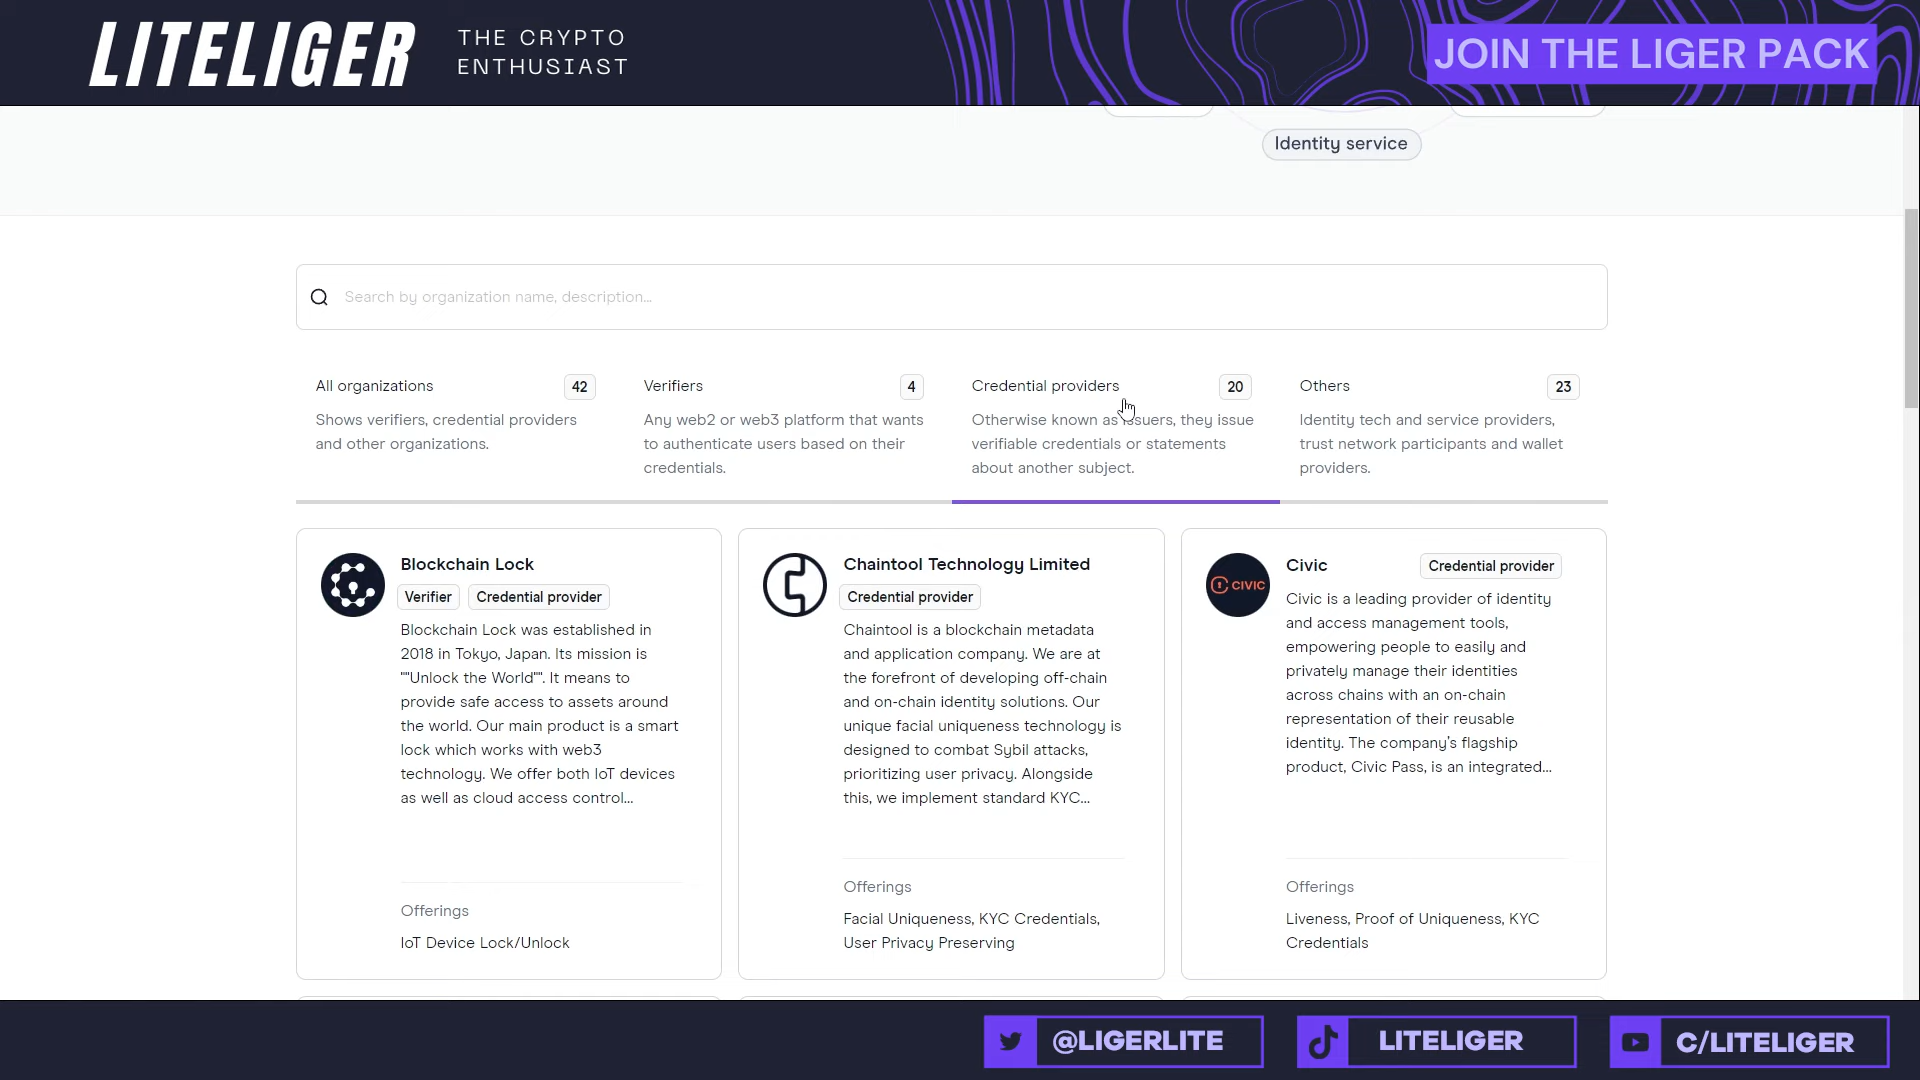 LITELIGER
THE CRYPTO
ENTHUSIAST
JOIN THE LIGER PACK
Identity service
Search by organization name, description...
All organizations
42
Shows verifiers, credential providers
and other organizations.
Verifiers
4
Any web2 or web3 platform that wants
to authenticate users based on their
credentials.
Credential providers
20
Otherwise known as issuers, they issue
verifiable credentials or statements
about another subject.
Others
23
Identity tech and service providers,
trust network participants and wallet
providers.
Blockchain Lock
Verifier
Credential provider
Blockchain Lock was established in
2018 in Tokyo, Japan. Its mission is
""Unlock the World"". It means to
provide safe access to assets around
the world. Our main product is a smart
lock which works with web3
technology. We offer both IoT devices
as well as cloud access control...
Offerings
IoT Device Lock/Unlock
Chaintool Technology Limited
Credential provider
Chaintool is a blockchain metadata
and application company. We are at
the forefront of developing off-chain
and on-chain identity solutions. Our
unique facial uniqueness technology is
designed to combat Sybil attacks,
prioritizing user privacy. Alongside
this, we implement standard KYC...
Offerings
Facial Uniqueness, KYC Credentials,
User Privacy Preserving
CIVIC
Civic
Credential provider
Civic is a leading provider of identity
and access management tools,
empowering people to easily and
privately manage their identities
across chains with an on-chain
representation of their reusable
identity. The company's flagship
product, Civic Pass, is an integrated...
Offerings
Liveness, Proof of Uniqueness, KYC
Credentials
@LIGERLITE
LITELIGER
C/LITELIGER